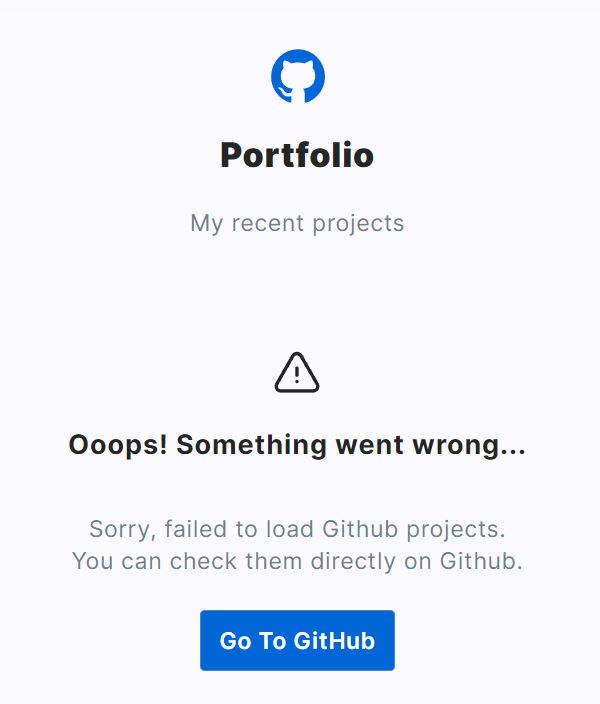 Portfolio
My recent projects
Ooops! Something went wrong...
Sorry, failed to load Github projects.
You can check them directly on Github.
Go To GitHub